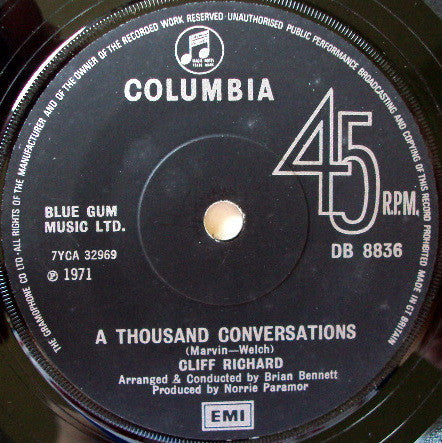 THE GRAMOPHONE CO LTD · ALL RIGHTS OF THE MANUFACTURER AND OF THE OWNER OF THE RECORDED WORK RESERVED · UNAUTHORISED PUBLIC PERFORMANCE BROADCASTING AND COPYING OF THIS RECORD PROHIBITED MADE IN GT BRITAIN
COLUMBIA
45
R.P.M.
BLUE GUM
MUSIC LTD.
DB 8836
7YCA 32969
℗ 1971
A THOUSAND CONVERSATIONS
(Marvin—Welch)
CLIFF RICHARD
Arranged & Conducted by Brian Bennett
Produced by Norrie Paramor
EMI